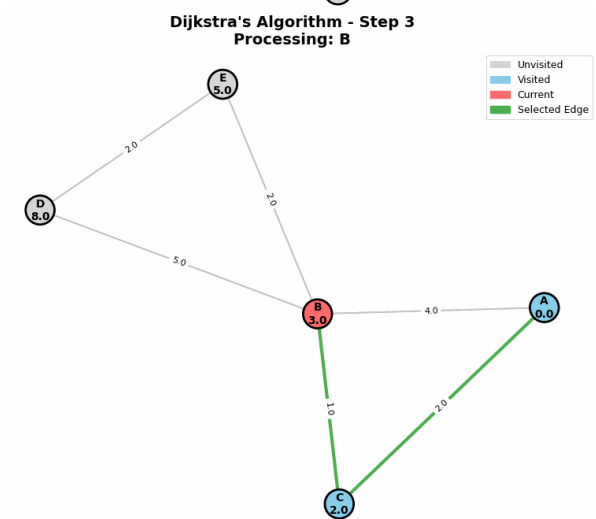 Dijkstra's Algorithm - Step 3
Processing: B
Unvisited
Visited
Current
Selected Edge
E
5.0
2.0
2.0
D
8.0
5.0
B
3.0
4.0
A
0.0
1.0
2.0
C
2.0